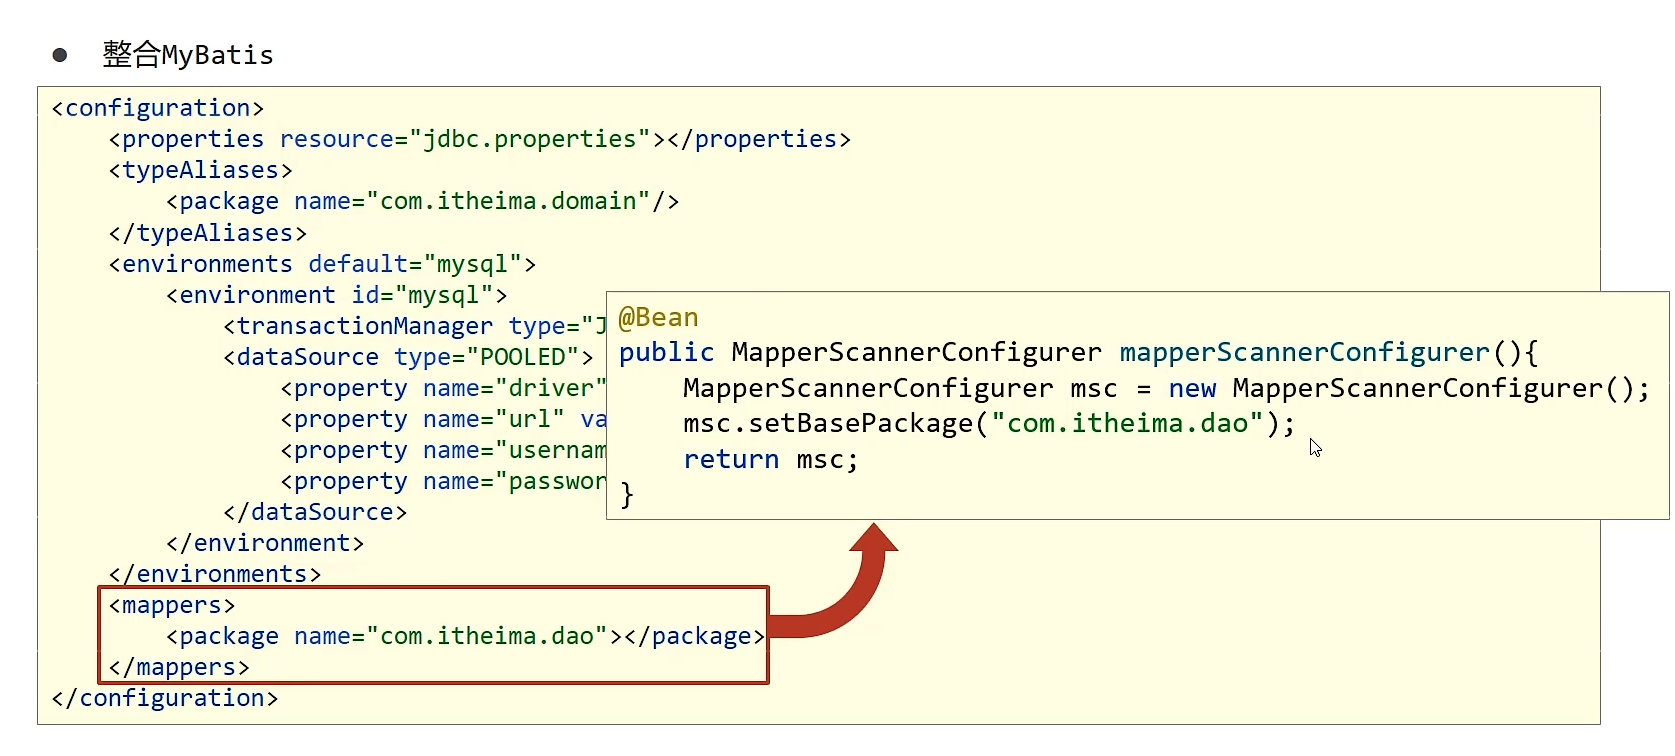 ● 整合MyBatis
<configuration>
    <properties resource="jdbc.properties"></properties>
    <typeAliases>
        <package name="com.itheima.domain"/>
    </typeAliases>
    <environments default="mysql">
        <environment id="mysql">
            <transactionManager type="J
            <dataSource type="POOLED">
                <property name="driver"
                <property name="url" va
                <property name="usernam
                <property name="passwor
            </dataSource>
        </environment>
    </environments>
    <mappers>
        <package name="com.itheima.dao"></package>
    </mappers>
</configuration>
@Bean
public MapperScannerConfigurer mapperScannerConfigurer(){
    MapperScannerConfigurer msc = new MapperScannerConfigurer();
    msc.setBasePackage("com.itheima.dao");
    return msc;
}